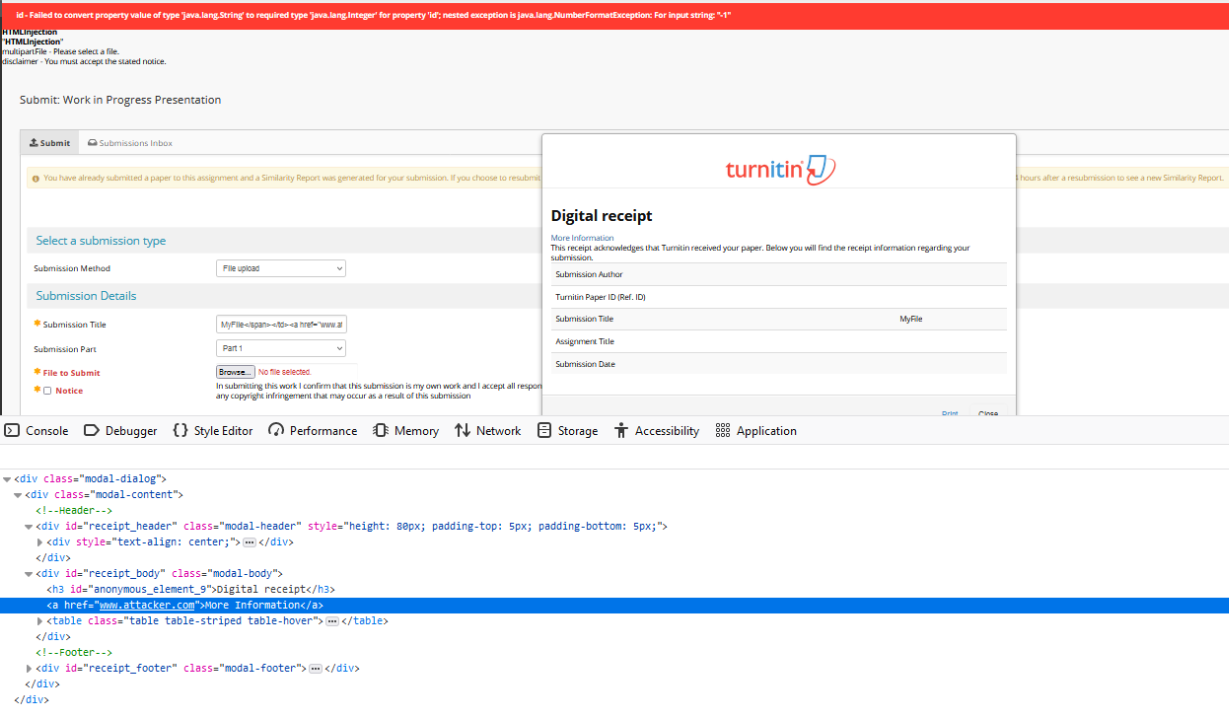 id - Failed to convert property value of type 'java.lang.String' to required type 'java.lang.Integer' for property 'id'; nested exception is java.lang.NumberFormatException: For input string: "-1"
HTMLInjection
"HTMLInjection"
multipartFile - Please select a file.
disclaimer - You must accept the stated notice.
Submit: Work in Progress Presentation
Submit Submissions Inbox
You have already submitted a paper to this assignment and a Similarity Report was generated for your submission. If you choose to resubmit
hours after a resubmission to see a new Similarity Report.
Select a submission type
Submission Method File upload
Submission Details
Submission Title MyFile</span></td><a href="www.at
Submission Part Part 1
File to Submit Browse... No file selected.
Notice In submitting this work I confirm that this submission is my own work and I accept all respon
any copyright infringement that may occur as a result of this submission
turnitin
Digital receipt
More Information
This receipt acknowledges that Turnitin received your paper. Below you will find the receipt information regarding your
submission.
Submission Author
Turnitin Paper ID (Ref. ID)
Submission Title MyFile
Assignment Title
Submission Date
Print Close
Console Debugger Style Editor Performance Memory Network Storage Accessibility Application
<div class="modal-dialog">
<div class="modal-content">
<!--Header-->
<div id="receipt_header" class="modal-header" style="height: 80px; padding-top: 5px; padding-bottom: 5px;">
<div style="text-align: center;"> ••• </div>
</div>
<div id="receipt_body" class="modal-body">
<h3 id="anonymous_element_9">Digital receipt</h3>
<a href="www.attacker.com">More Information</a>
<table class="table table-striped table-hover"> ••• </table>
</div>
<!--Footer-->
<div id="receipt_footer" class="modal-footer"> ••• </div>
</div>
</div>